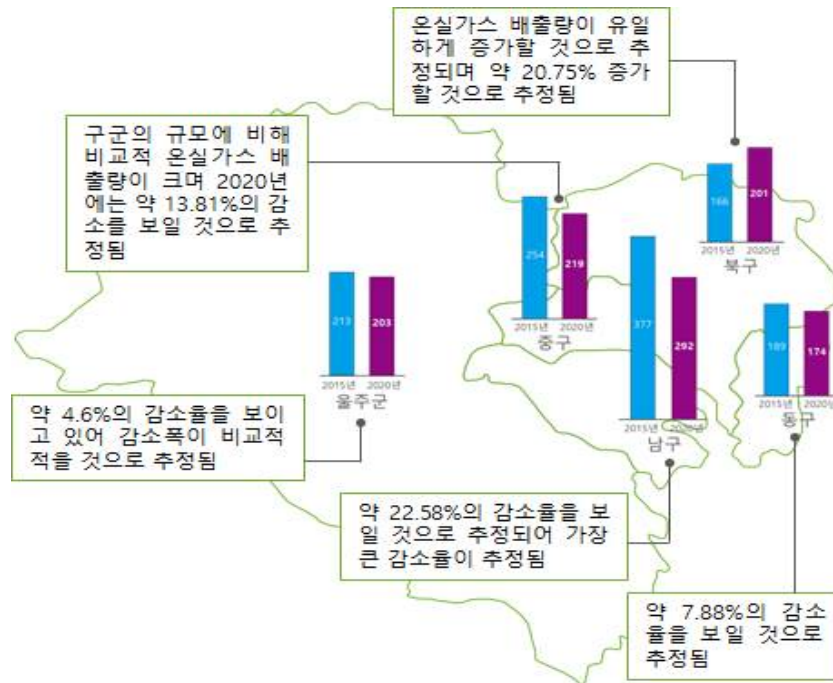 온실가스 배출량이 유일
하게 증가할 것으로 추
정되며 약 20.75% 증가
할 것으로 추정됨
구군의 규모에 비해
비교적 온실가스 배
출량이 크며 2020년
에는 약 13.81%의 감
소를 보일 것으로 추
정됨
166
201
2015년 2020년
북구
254
219
2015년 2020년
중구
377
292
2015년 2020년
남구
213
203
2015년 2020년
울주군
189
174
2015년 2020년
동구
약 4.6%의 감소율을 보이
고 있어 감소폭이 비교적
적을 것으로 추정됨
약 22.58%의 감소율을 보
일 것으로 추정되어 가장
큰 감소율이 추정됨
약 7.88%의 감소
율을 보일 것으로
추정됨